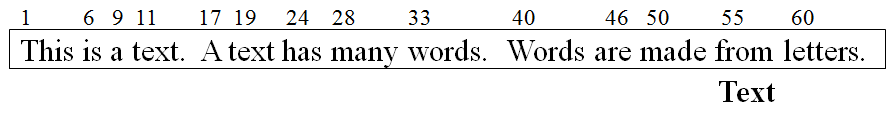 1 6 9 11 17 19 24 28 33 40 46 50 55 60
This is a text. A text has many words. Words are made from letters.
Text